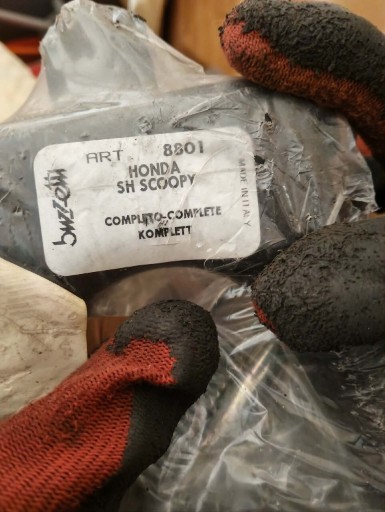 buzzetti
ART 8801
HONDA
SH SCOOPY
COMPLETO-COMPLETE
KOMPLETT
MADE IN ITALY